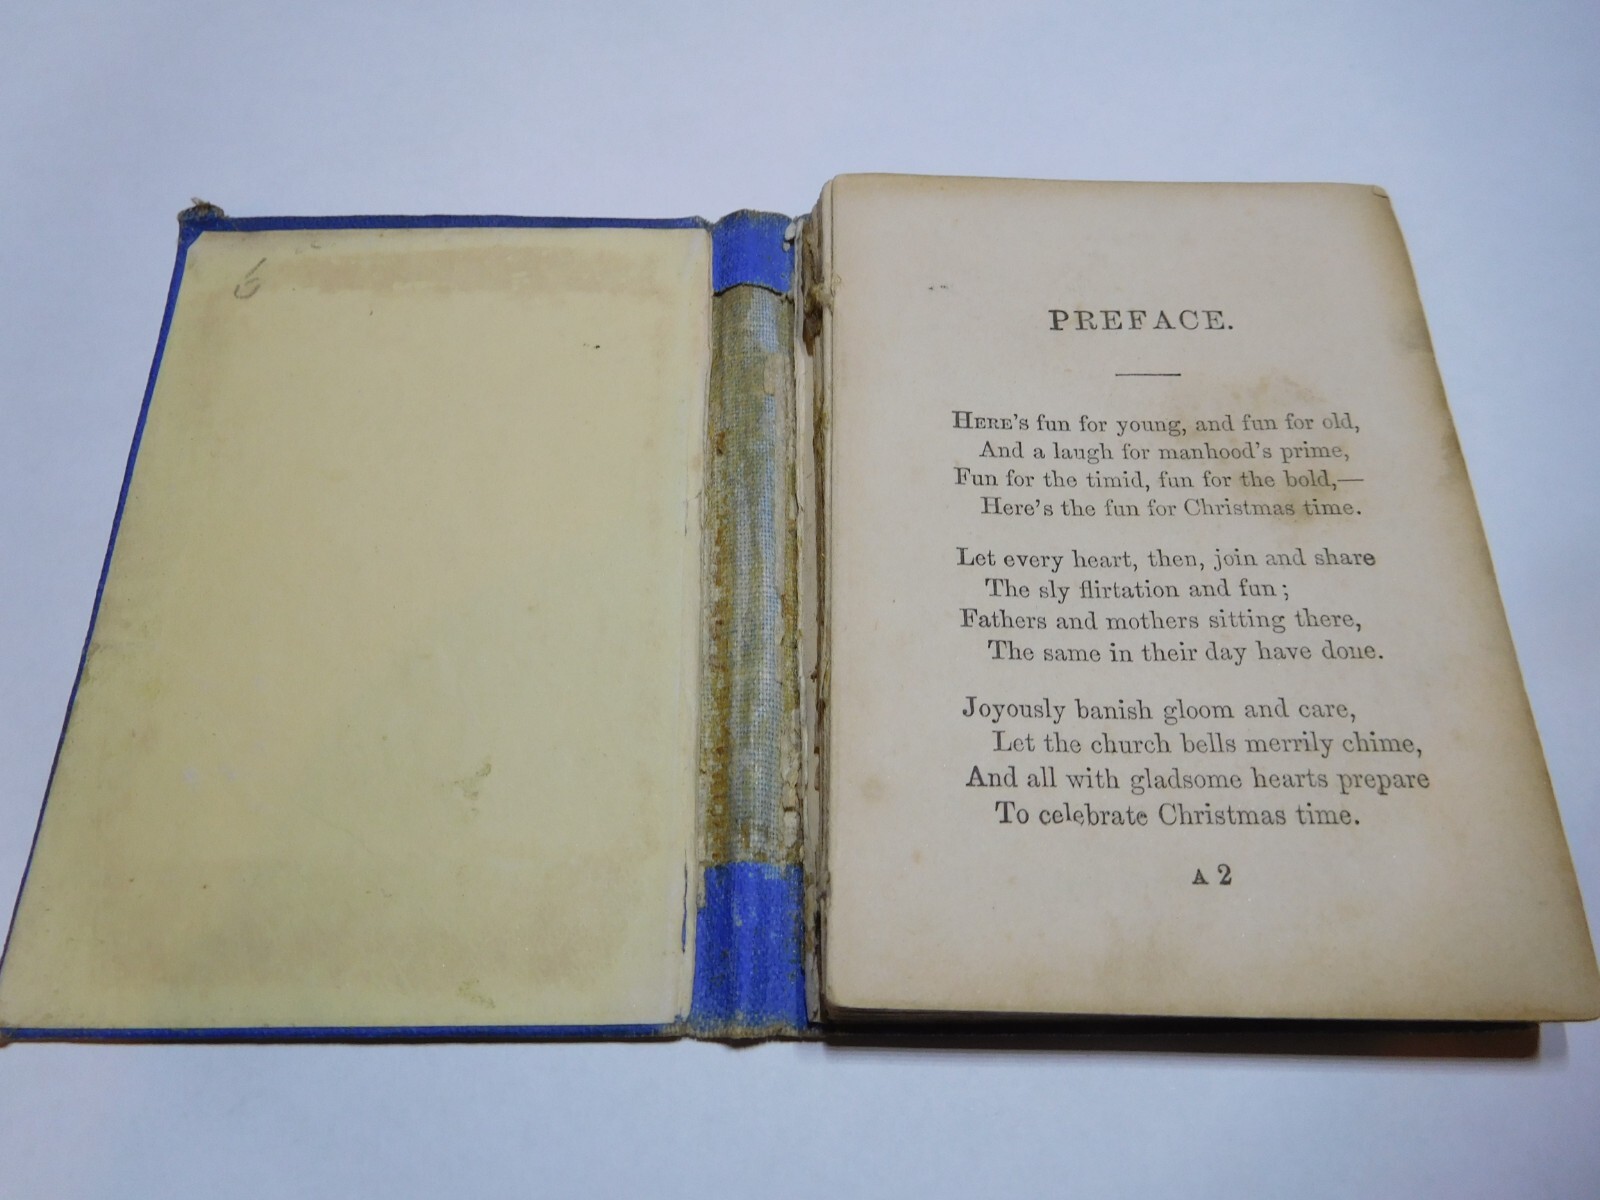 PREFACE.
HERE'S fun for young, and fun for old,
And a laugh for manhood's prime,
Fun for the timid, fun for the bold,—
Here's the fun for Christmas time.
Let every heart, then, join and share
The sly flirtation and fun;
Fathers and mothers sitting there,
The same in their day have done.
Joyously banish gloom and care,
Let the church bells merrily chime,
And all with gladsome hearts prepare
To celebrate Christmas time.
A 2